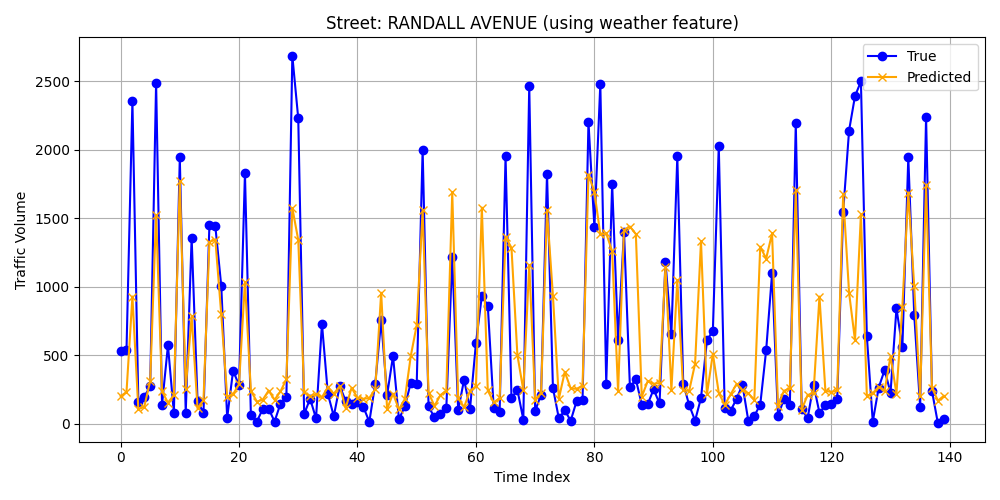 Street: RANDALL AVENUE (using weather feature)
True
Predicted
Traffic Volume
2500
2000
1500
1000
500
0
0 20 40 60 80 100 120 140
Time Index